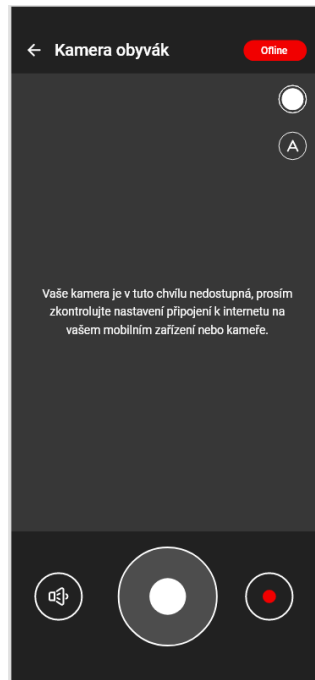 Kamera obyvák
Ofline
A
Vaše kamera je v tuto chvílu nedostupná, prosím
zkontrolujte nastavení připojení k internetu na
vašem mobilním zařízení nebo kameře.